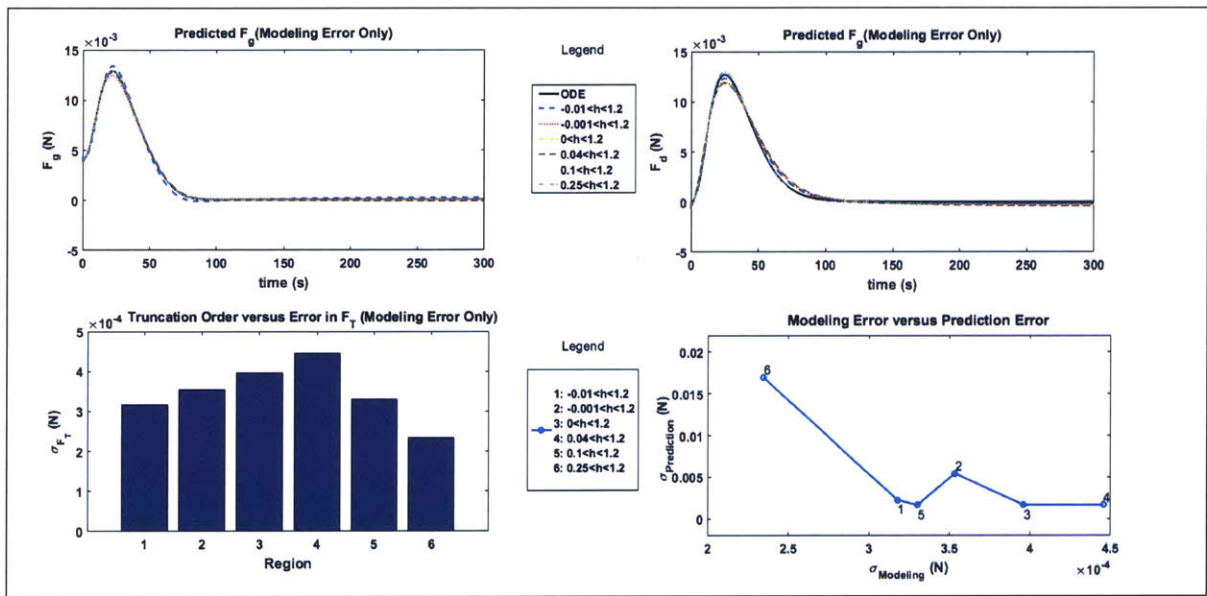 Predicted F_g(Modeling Error Only)
×10^-3
15
10
5
0
-5
F_g (N)
0 50 100 150 200 250 300
time (s)
Legend
ODE
-0.01<h<1.2
-0.001<h<1.2
0<h<1.2
0.04<h<1.2
0.1<h<1.2
0.25<h<1.2
Predicted F_g(Modeling Error Only)
×10^-3
15
10
5
0
-5
F_d (N)
0 50 100 150 200 250 300
time (s)
Truncation Order versus Error in F_T (Modeling Error Only)
×10^-4
5
4
3
2
1
0
σ_F_T (N)
1 2 3 4 5 6
Region
Legend
1: -0.01<h<1.2
2: -0.001<h<1.2
3: 0<h<1.2
4: 0.04<h<1.2
5: 0.1<h<1.2
6: 0.25<h<1.2
Modeling Error versus Prediction Error
0.02
0.015
0.01
0.005
0
σ_Prediction (N)
6
1
5
2
3
4
2 2.5 3 3.5 4 4.5
σ_Modeling (N)
×10^-4